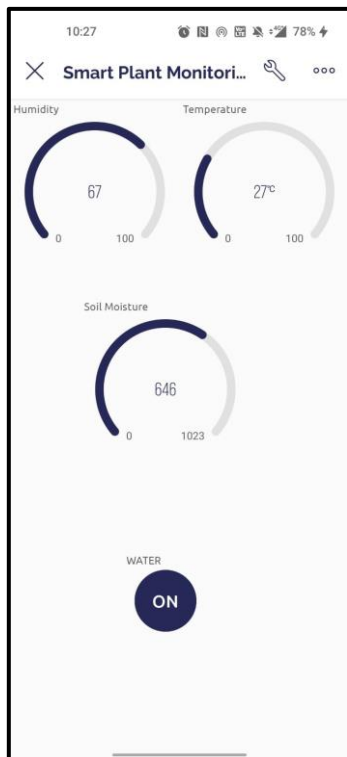 10:27 78%
Smart Plant Monitori...
Humidity Temperature
67 27°C
0 100 0 100
Soil Moisture
646
0 1023
WATER
ON